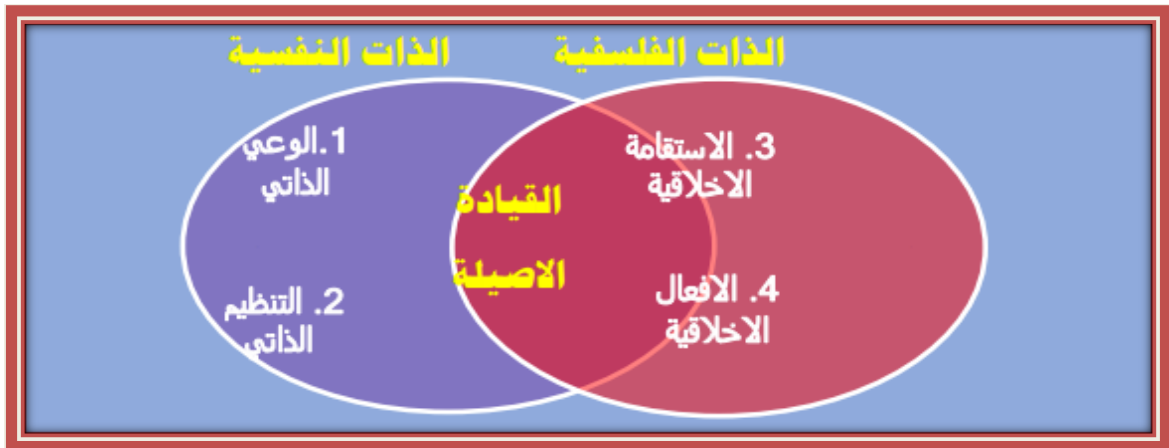 الذات الفلسفية
الذات النفسية
3. الاستقامة
الاخلاقية
4. الافعال
الاخلاقية
القيادة
الاصيلة
1.الوعي
الذاتي
2. التنظيم
الذاتي